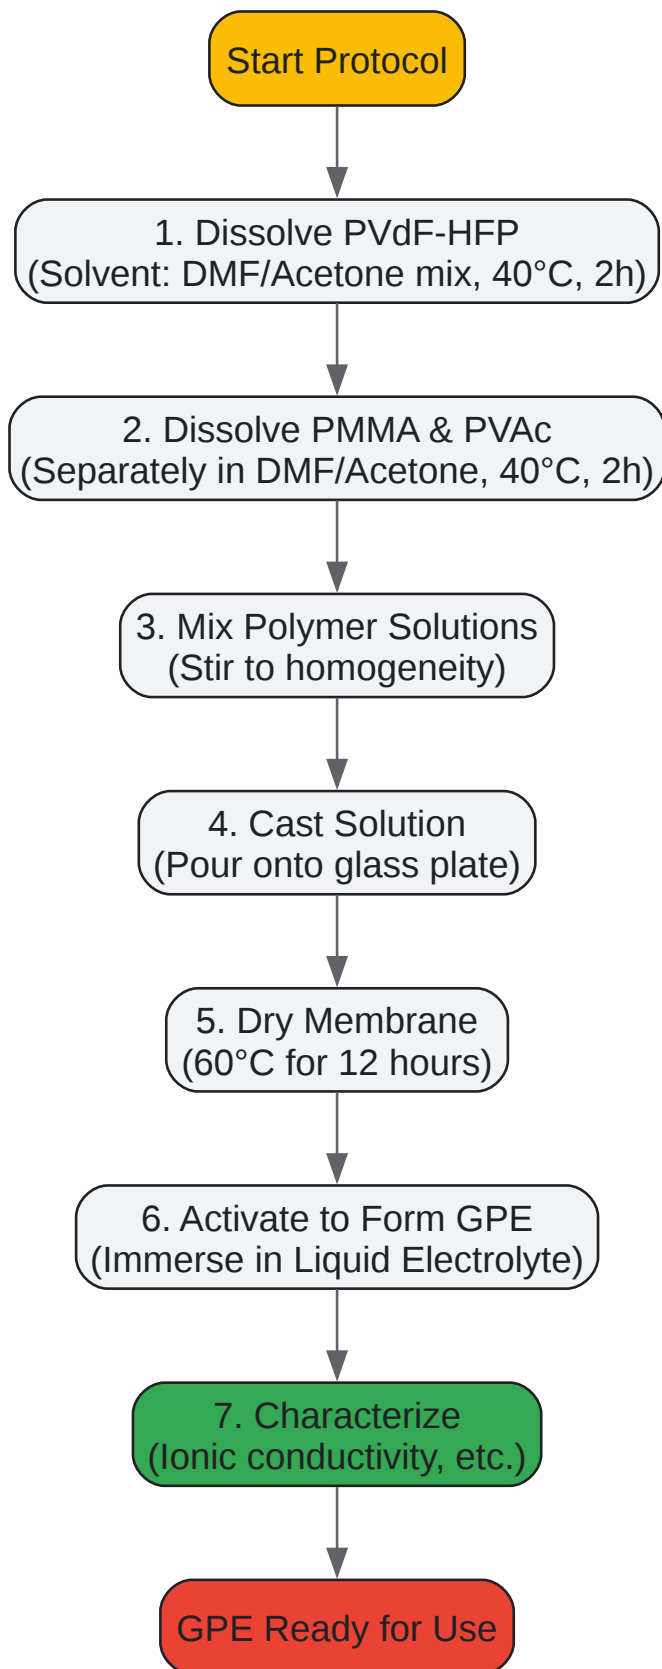 Start Protocol
1. Dissolve PVdF-HFP
(Solvent: DMF/Acetone mix, 40°C, 2h)
2. Dissolve PMMA & PVAc
(Separately in DMF/Acetone, 40°C, 2h)
3. Mix Polymer Solutions
(Stir to homogeneity)
4. Cast Solution
(Pour onto glass plate)
5. Dry Membrane
(60°C for 12 hours)
6. Activate to Form GPE
(Immerse in Liquid Electrolyte)
7. Characterize
(Ionic conductivity, etc.)
GPE Ready for Use